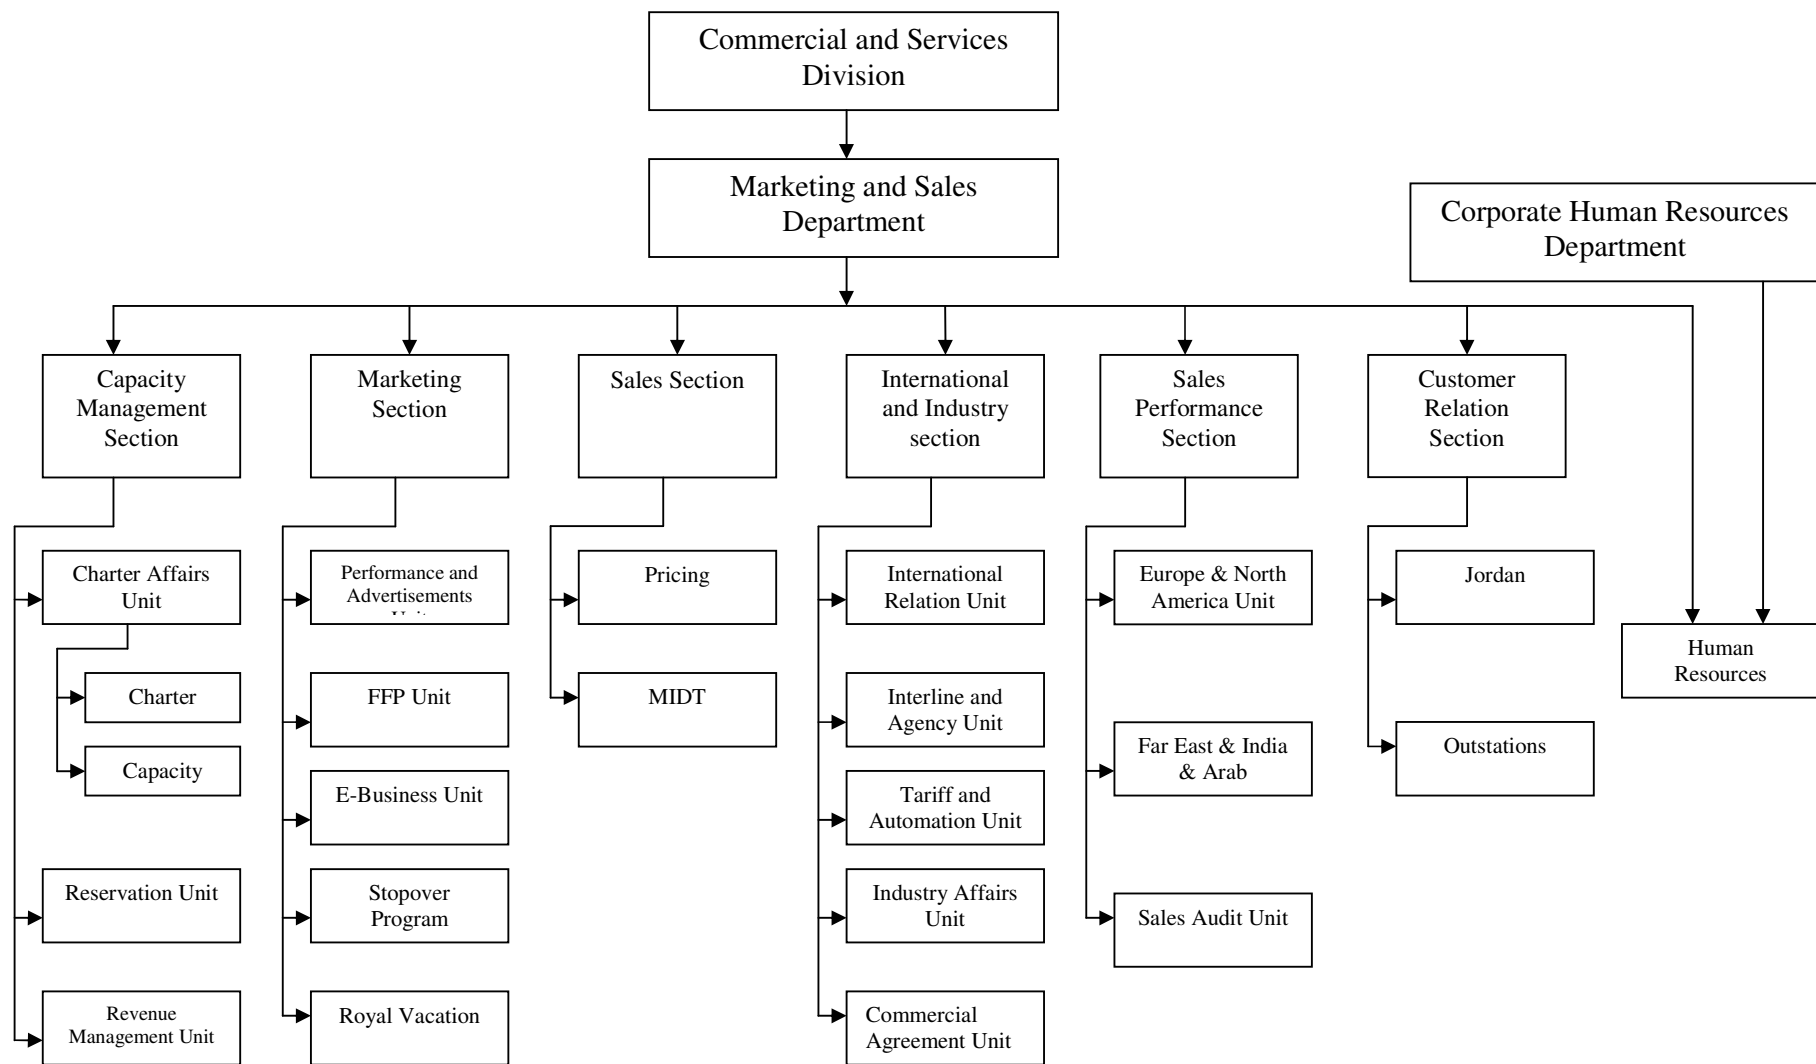 Commercial and Services
Division
Marketing and Sales
Department
Corporate Human Resources
Department
Capacity
Management
Section
Marketing
Section
Sales Section
International
and Industry
section
Sales
Performance
Section
Customer
Relation
Section
Charter Affairs
Unit
Performance and
Advertisements
Pricing
International
Relation Unit
Europe & North
America Unit
Jordan
Human
Resources
Charter
FFP Unit
MIDT
Interline and
Agency Unit
Far East & India
& Arab
Outstations
Capacity
E-Business Unit
Tariff and
Automation Unit
Reservation Unit
Stopover
Program
Industry Affairs
Unit
Sales Audit Unit
Revenue
Management Unit
Royal Vacation
Commercial
Agreement Unit